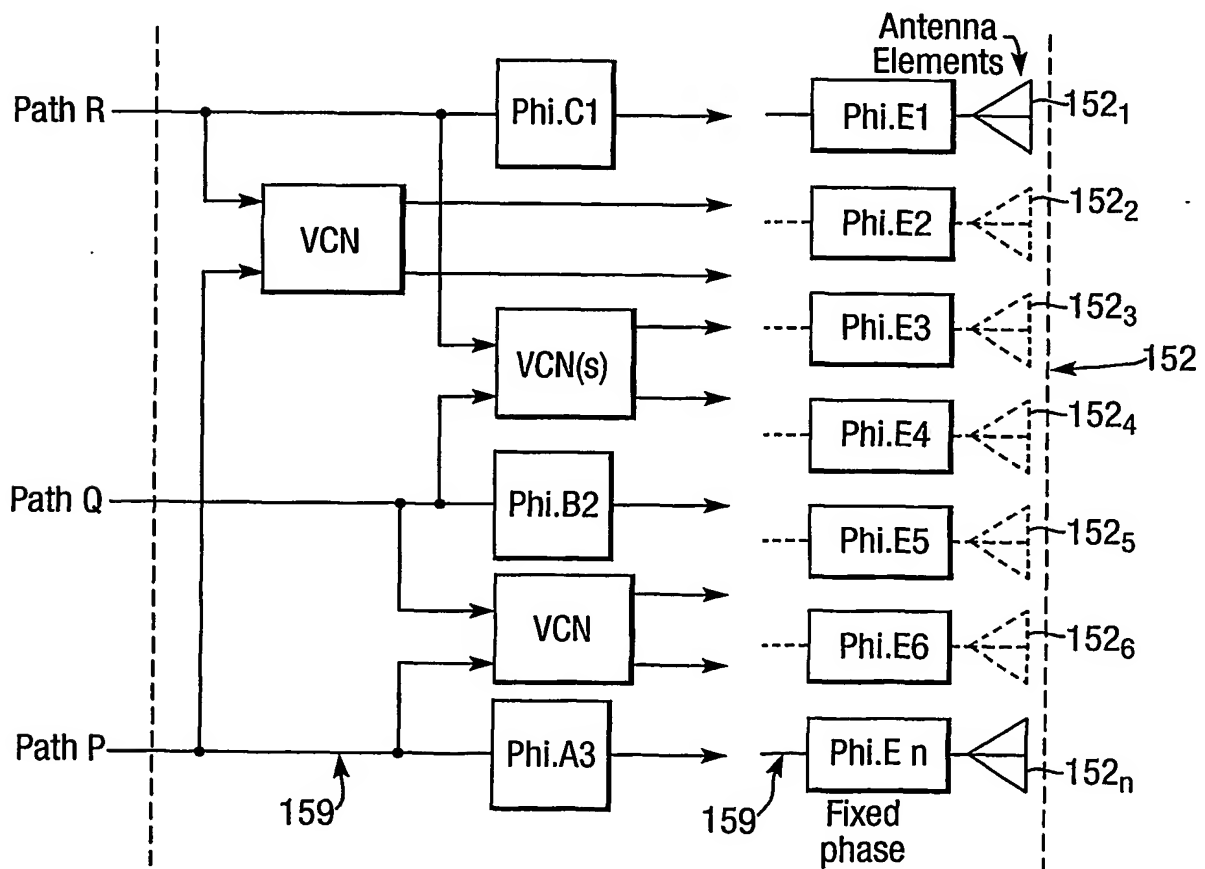 Antenna
Elements
Path R
Phi.C1
Phi.E1
152₁
VCN
Phi.E2
152₂
VCN(s)
Phi.E3
152₃
152
Phi.E4
152₄
Path Q
Phi.B2
Phi.E5
152₅
VCN
Phi.E6
152₆
Path P
Phi.A3
Phi.E n
152ₙ
159
159
Fixed
phase